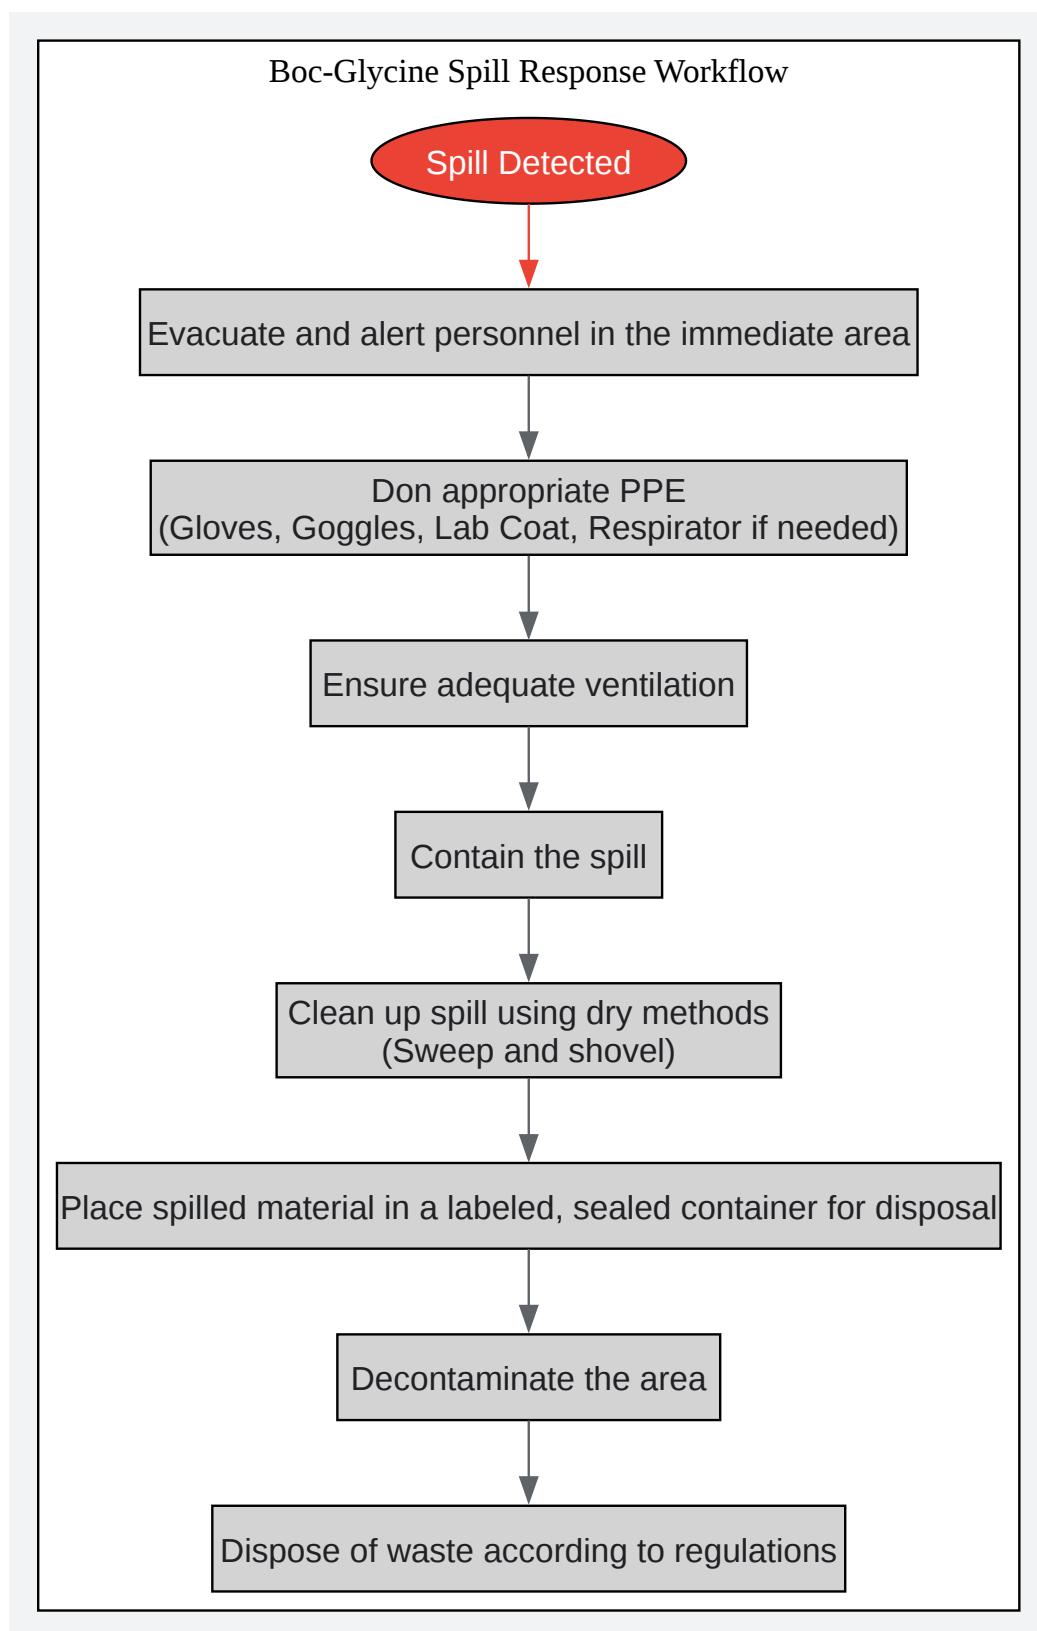 Boc-Glycine Spill Response Workflow
Spill Detected
Evacuate and alert personnel in the immediate area
Don appropriate PPE
(Gloves, Goggles, Lab Coat, Respirator if needed)
Ensure adequate ventilation
Contain the spill
Clean up spill using dry methods
(Sweep and shovel)
Place spilled material in a labeled, sealed container for disposal
Decontaminate the area
Dispose of waste according to regulations